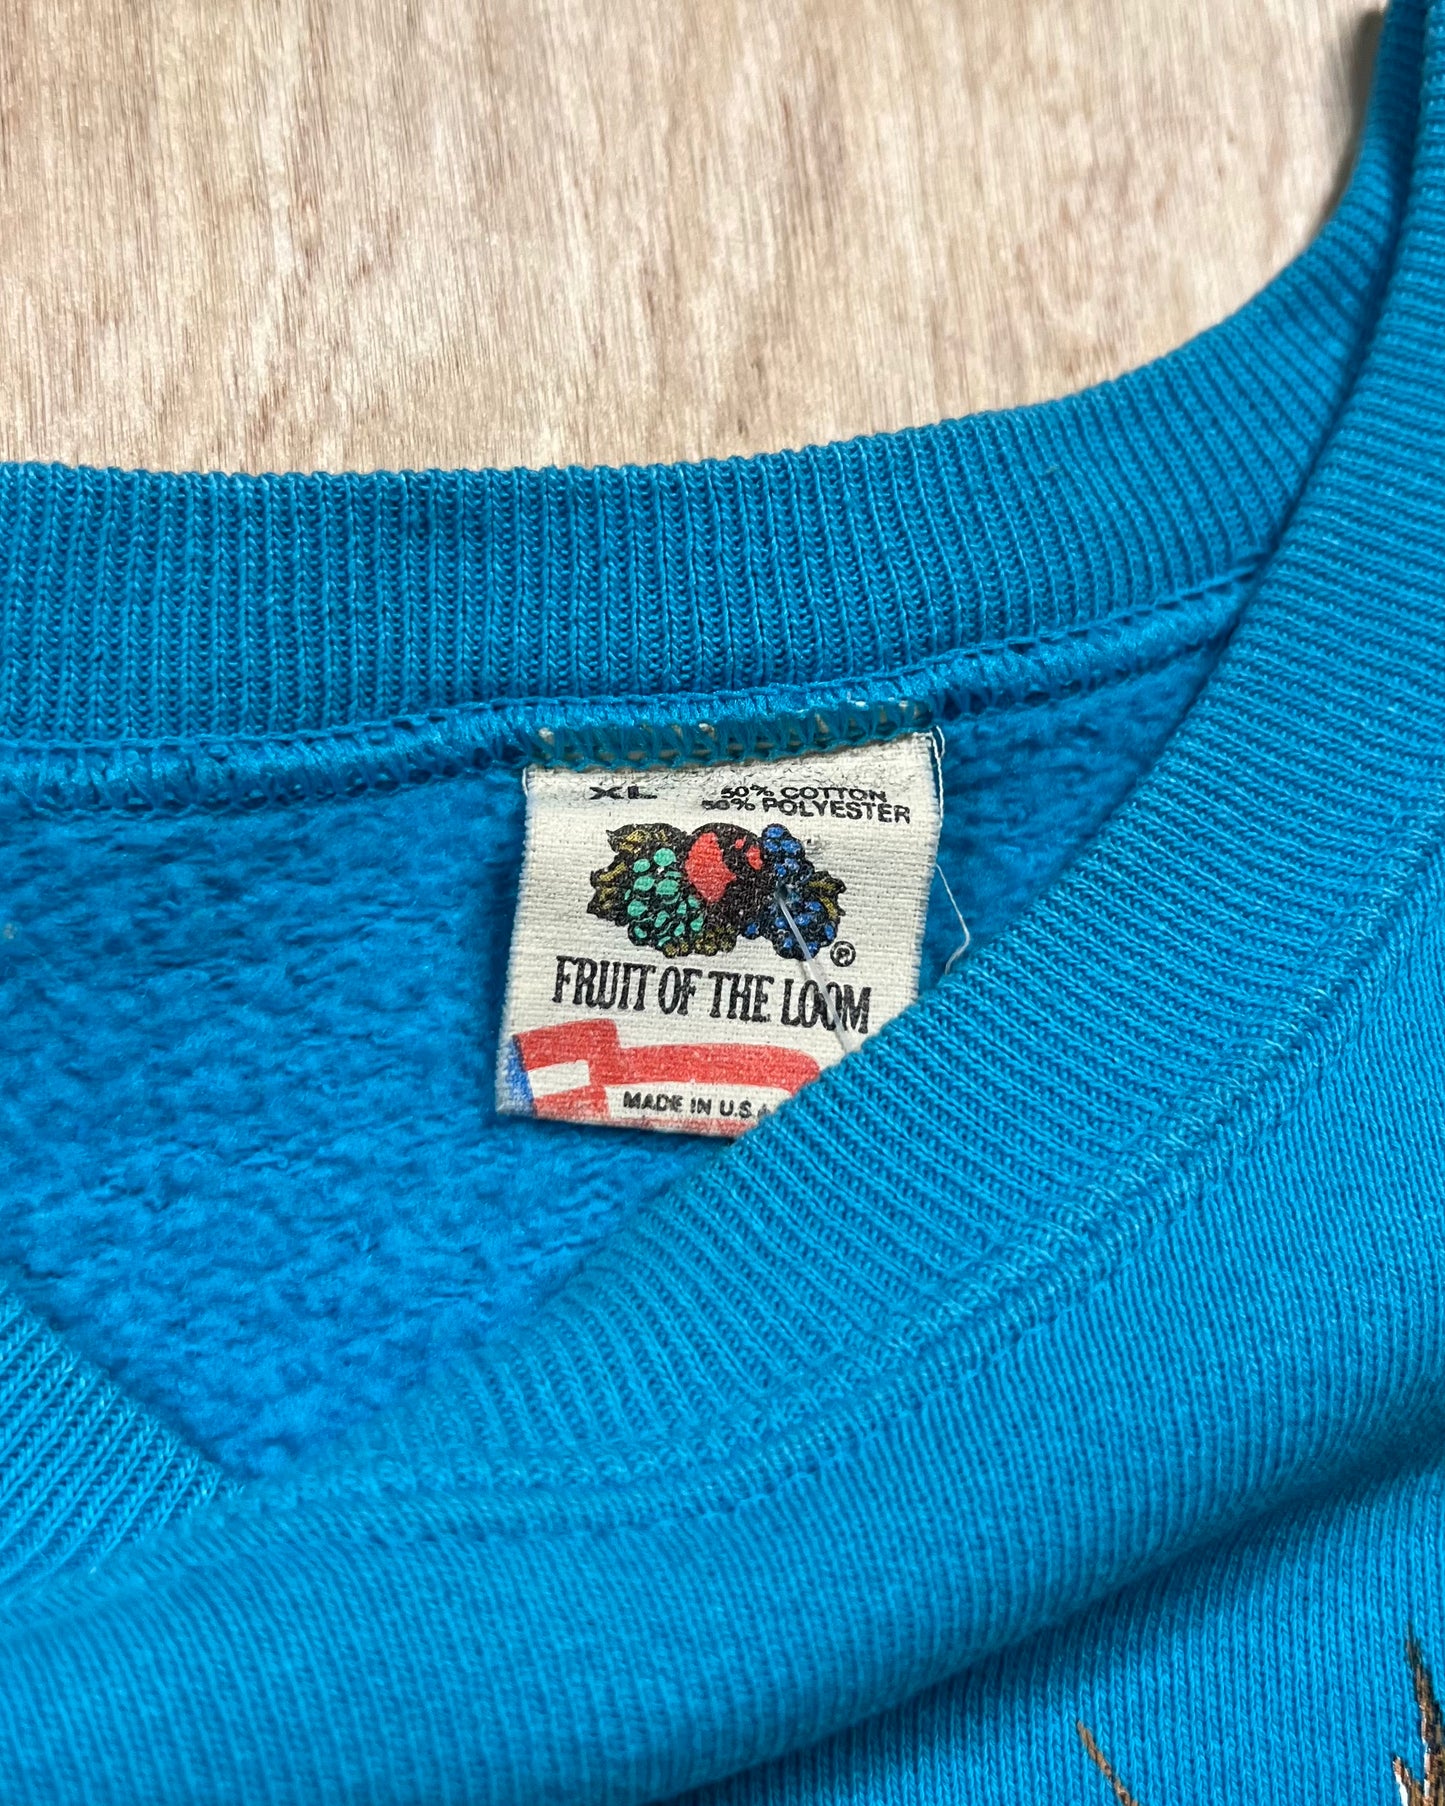 XL 50% COTTON
50% POLYESTER
®
FRUIT OF THE LOOM
MADE IN U.S.A